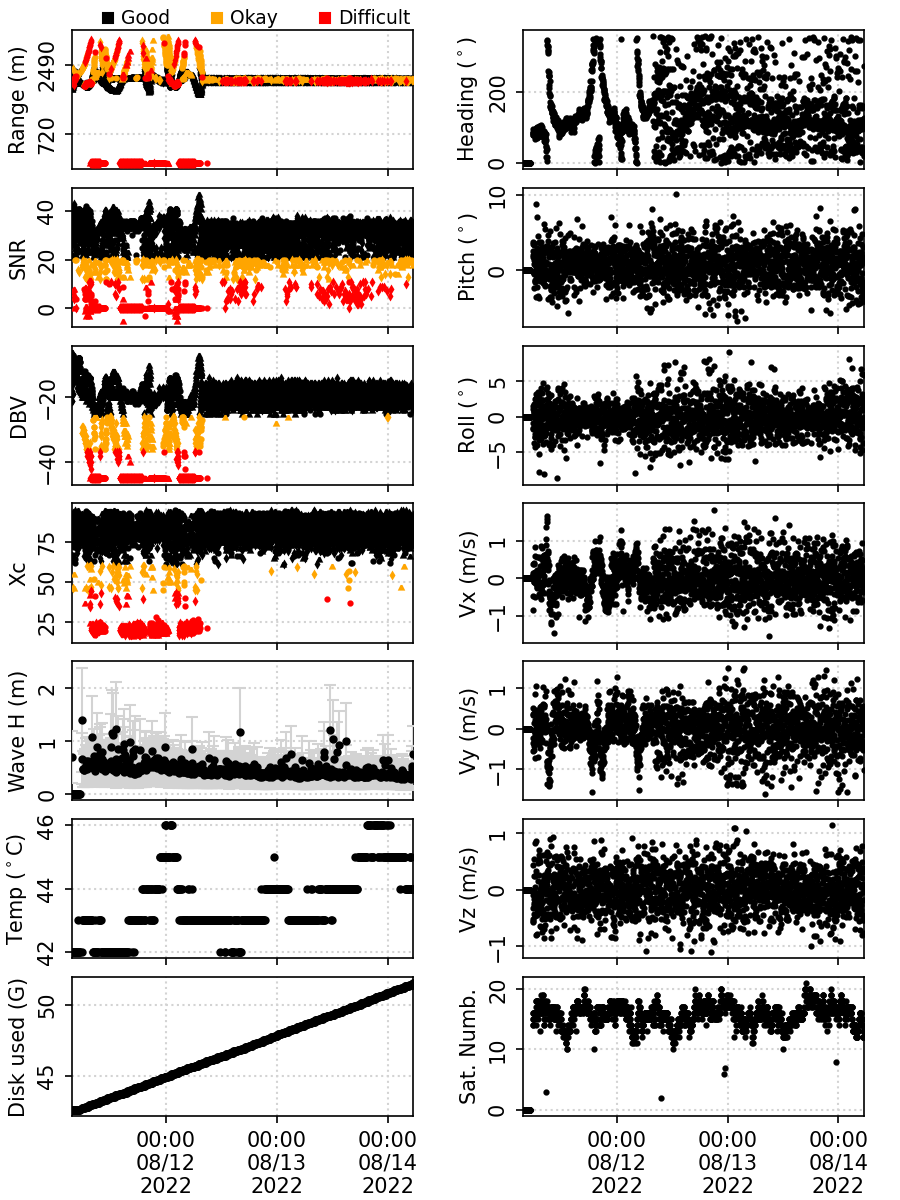 Good Okay Difficult
Range (m)
2490
720
Heading (°)
200
0
SNR
40
20
0
Pitch (°)
10
0
DBV
−20
−40
Roll (°)
5
0
−5
Xc
75
50
25
Vx (m/s)
1
0
−1
Wave H (m)
2
1
0
Vy (m/s)
1
0
−1
Temp (°C)
46
44
42
Vz (m/s)
1
0
−1
Disk used (G)
50
45
Sat. Numb.
20
10
0
00:00 00:00 00:00 00:00 00:00 00:00
08/12 08/13 08/14 08/12 08/13 08/14
2022 2022 2022 2022 2022 2022